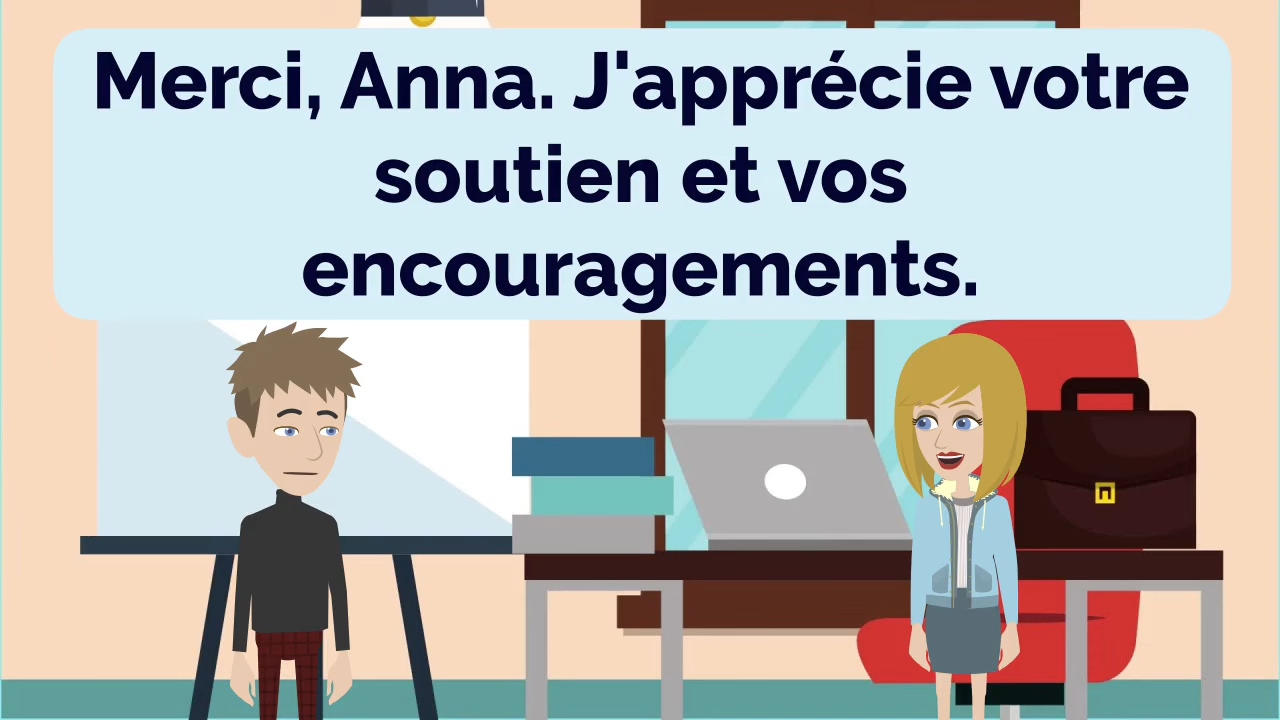 Merci, Anna. J'apprécie votre
soutien et vos
encouragements.